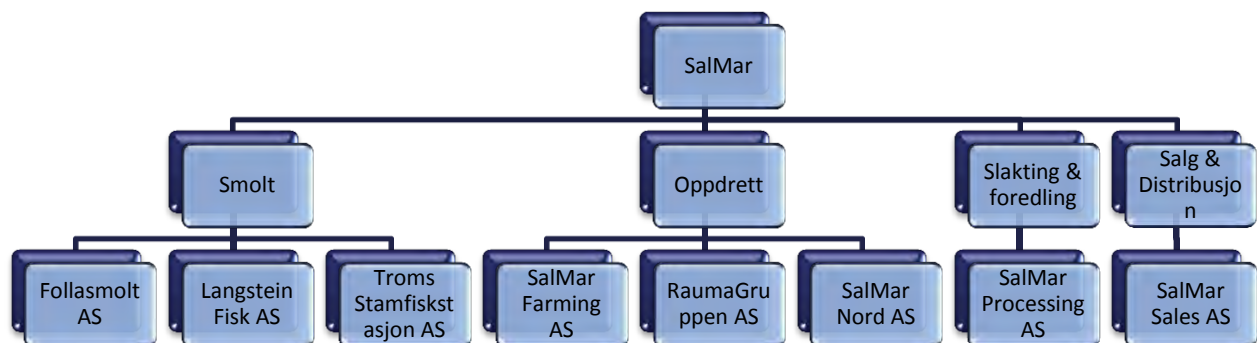 SalMar
Smolt
Oppdrett
Slakting &
foredling
Salg &
Distribusjo
n
Follasmolt
AS
Langstein
Fisk AS
Troms
Stamfiskst
asjon AS
SalMar
Farming
AS
RaumaGru
ppen AS
SalMar
Nord AS
SalMar
Processing
AS
SalMar
Sales AS